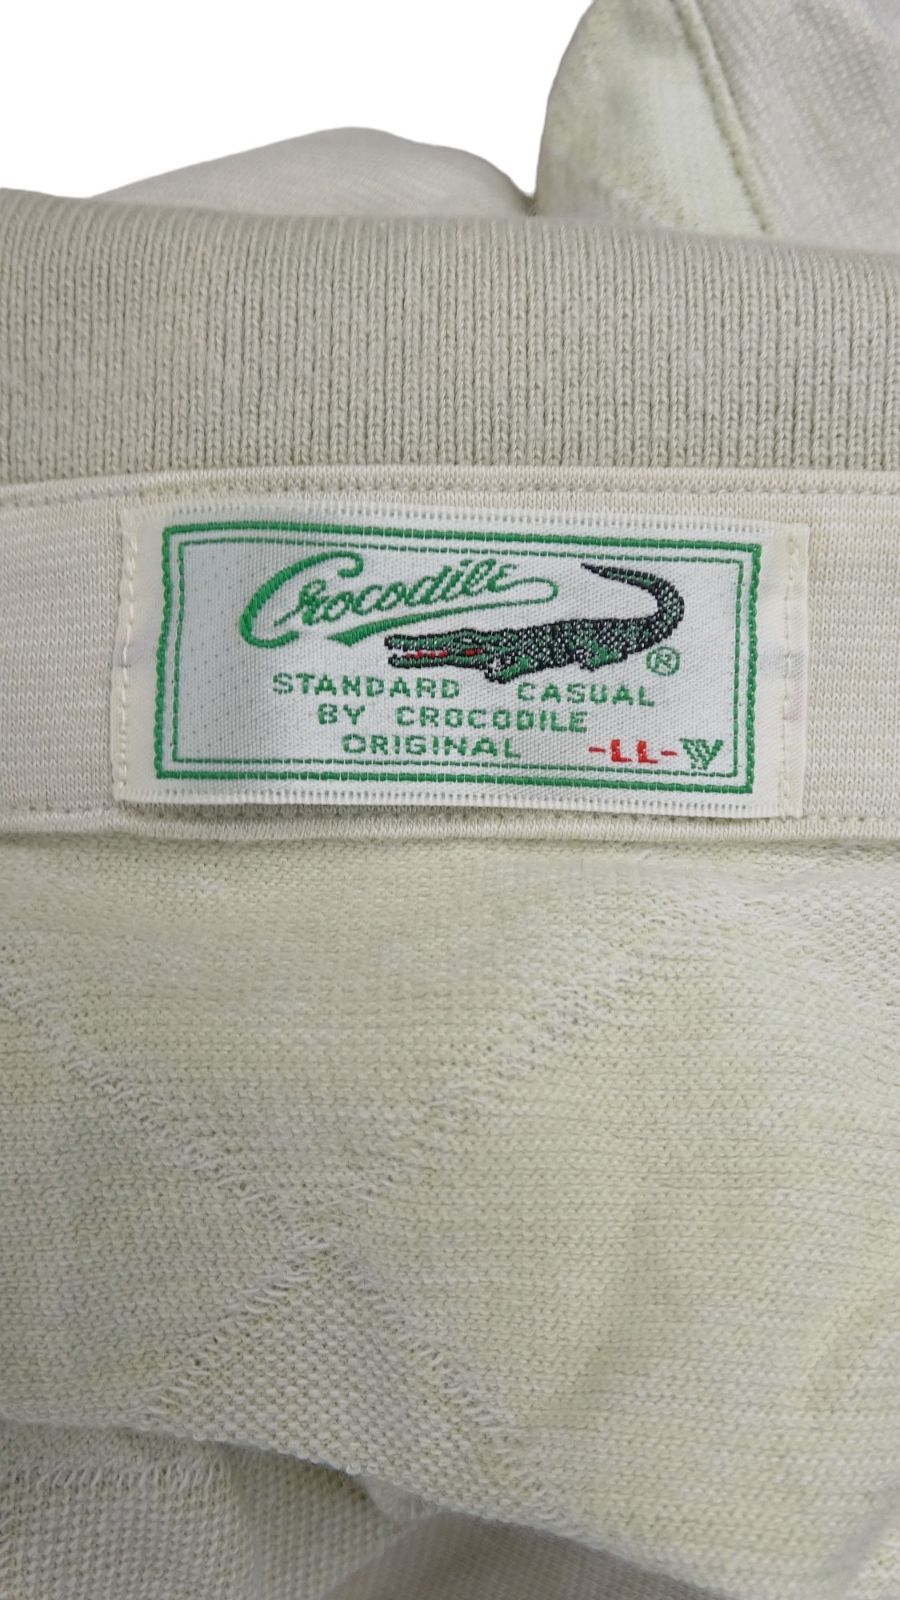 Crocodile
®
STANDARD CASUAL
BY CROCODILE
ORIGINAL -LL-